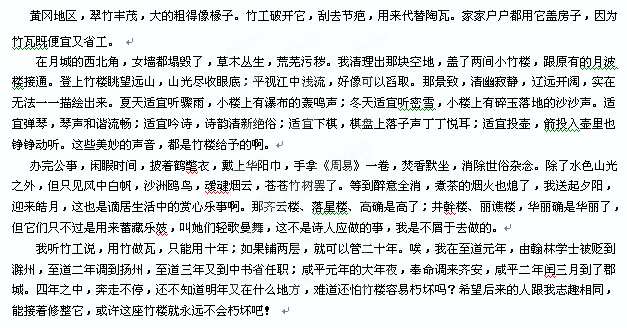 黄冈地区，翠竹丰茂，大的粗得像椽子。竹工破开它，刮去节疤，用来代替陶瓦。家家户户都用它盖房子，因为
竹瓦既便宜又省工。
在月城的西北角，女墙都塌毁了，草木丛生，荒芜污秽。我清理出那块空地，盖了两间小竹楼，跟原有的月波
楼接通。登上竹楼眺望远山，山光尽收眼底；平视江中浅流，好像可以舀取。那景致，清幽寂静，辽远开阔，实在
无法一一描绘出来。夏天适宜听骤雨，小楼上有瀑布的轰鸣声；冬天适宜听密雪，小楼上有碎玉落地的沙沙声。适
宜弹琴，琴声和谐流畅；适宜吟诗，诗韵清新绝俗；适宜下棋，棋盘上落子声丁丁悦耳；适宜投壶，箭投入壶里也
铮铮动听。这些美妙的声音，都是竹楼给予的啊。
办完公事，闲暇时间，披着鹤氅衣，戴上华阳巾，手拿《周易》一卷，焚香默坐，消除世俗杂念。除了水色山光
之外，但只见风中白帆，沙洲鸥鸟，叆叇烟云，苍苍竹树罢了。等到醉意全消，煮茶的烟火也熄了，我送起夕阳，
迎来皓月，这也是谪居生活中的赏心乐事啊。那齐云楼、落星楼、高确是高了；井榦楼、丽谯楼，华丽确是华丽了，
但它们只不过是用来蓄藏乐妓，叫她们轻歌曼舞，这不是诗人应做的事，我是不屑于去做的。
我听竹工说，用竹做瓦，只能用十年；如果铺两层，就可以管二十年。唉，我在至道元年，由翰林学士被贬到
滁州，至道二年调到扬州，至道三年又到中书省任职；咸平元年的大年夜，奉命调来齐安，咸平二年闰三月到了郡
城。四年之中，奔走不停，还不知道明年又在什么地方，难道还怕竹楼容易朽坏吗？希望后来的人跟我志趣相同，
能接着修整它，或许这座竹楼就永远不会朽坏吧！